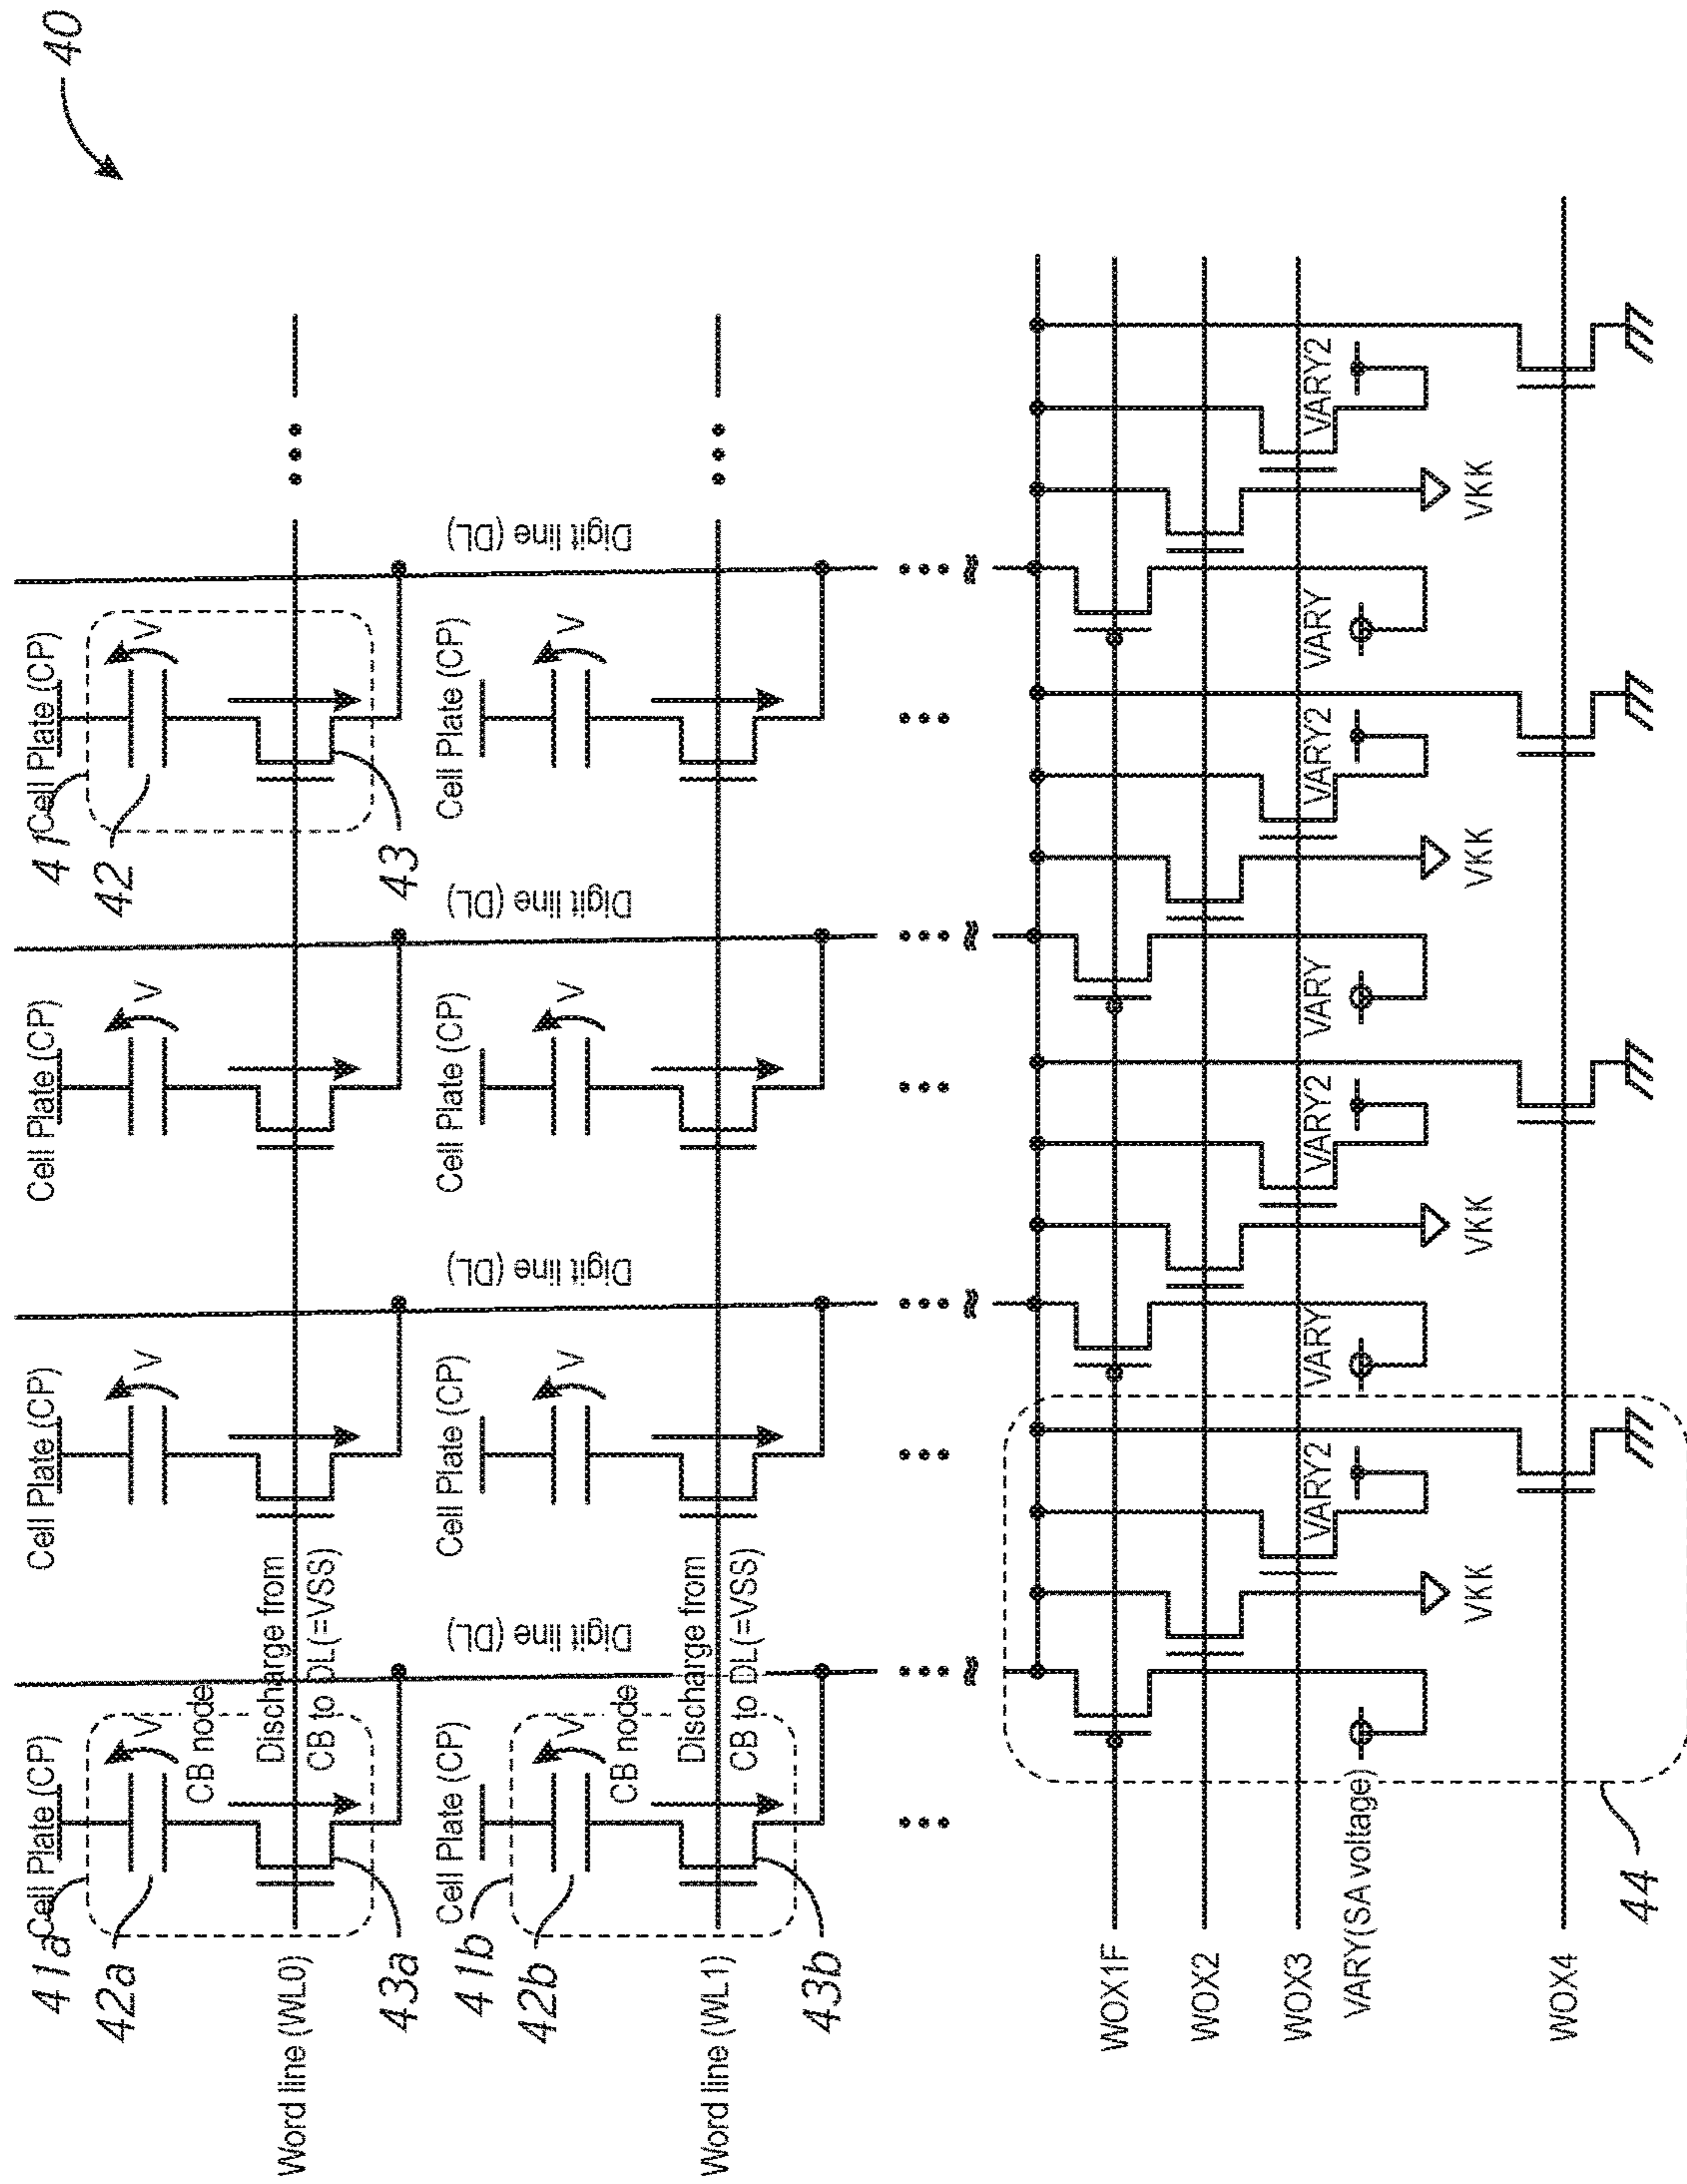 40
41a
Cell Plate (CP)
Cell Plate (CP)
Cell Plate (CP)
41
Cell Plate (CP)
42a
V
V
V
42
V
CB node
Discharge from
CB to DL(=VSS)
Word line (WL0)
43a
43
41b
Cell Plate (CP)
Cell Plate (CP)
Cell Plate (CP)
Cell Plate (CP)
Digit line (DL)
Digit line (DL)
Digit line (DL)
Digit line (DL)
42b
V
V
V
V
CB node
Discharge from
CB to DL(=VSS)
Word line (WL1)
43b
WOX1F
WOX2
WOX3
VARY2
VARY2
VARY2
VARY2
VARY(SA voltage)
VARY
VARY
VARY
VKK
VKK
VKK
VKK
WOX4
44